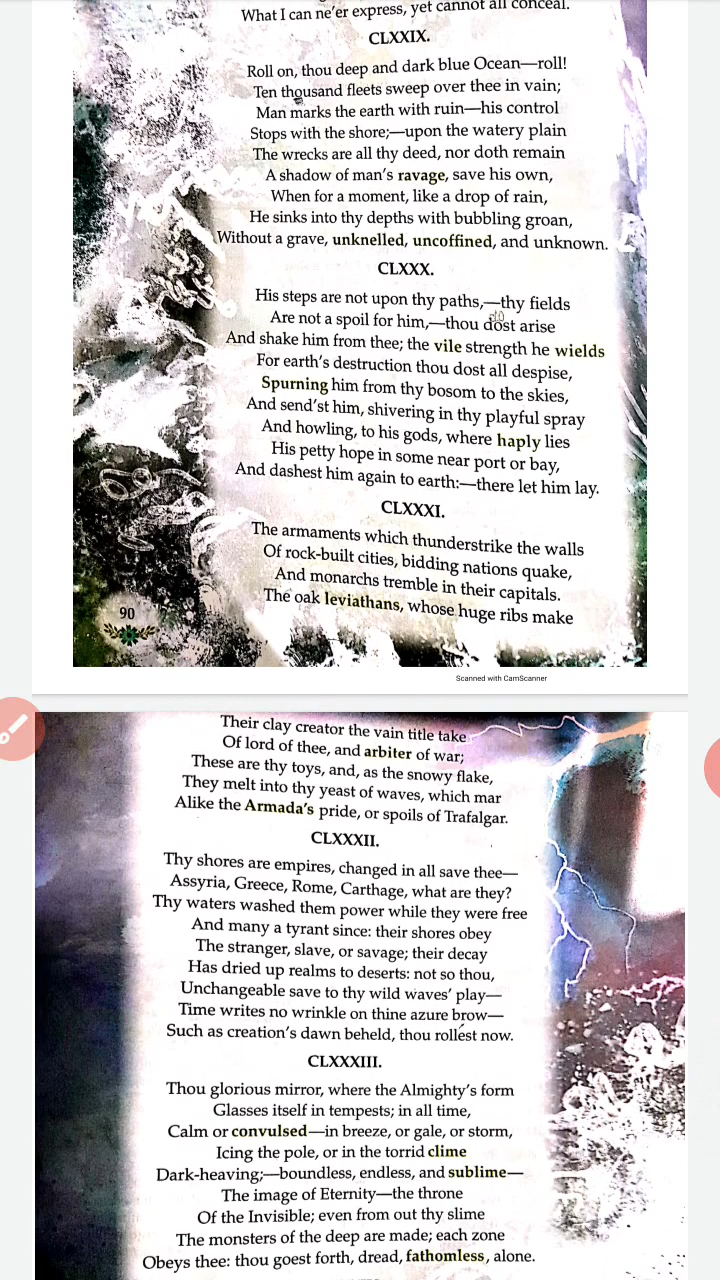 What I can ne'er express, yet cannot all conceal.
CLXXIX.
Roll on, thou deep and dark blue Ocean—roll!
Ten thousand fleets sweep over thee in vain;
Man marks the earth with ruin—his control
Stops with the shore;—upon the watery plain
The wrecks are all thy deed, nor doth remain
A shadow of man's ravage, save his own,
When for a moment, like a drop of rain,
He sinks into thy depths with bubbling groan,
Without a grave, unknelled, uncoffined, and unknown.
CLXXX.
His steps are not upon thy paths,—thy fields
Are not a spoil for him,—thou dost arise
And shake him from thee; the vile strength he wields
For earth's destruction thou dost all despise,
Spurning him from thy bosom to the skies,
And send'st him, shivering in thy playful spray
And howling, to his gods, where haply lies
His petty hope in some near port or bay,
And dashest him again to earth:—there let him lay.
CLXXXI.
The armaments which thunderstrike the walls
Of rock-built cities, bidding nations quake,
And monarchs tremble in their capitals.
The oak leviathans, whose huge ribs make
90
Scanned with CamScanner
Their clay creator the vain title take
Of lord of thee, and arbiter of war;
These are thy toys, and, as the snowy flake,
They melt into thy yeast of waves, which mar
Alike the Armada's pride, or spoils of Trafalgar.
CLXXXII.
Thy shores are empires, changed in all save thee—
Assyria, Greece, Rome, Carthage, what are they?
Thy waters washed them power while they were free
And many a tyrant since: their shores obey
The stranger, slave, or savage; their decay
Has dried up realms to deserts: not so thou,
Unchangeable save to thy wild waves' play—
Time writes no wrinkle on thine azure brow—
Such as creation's dawn beheld, thou rollest now.
CLXXXIII.
Thou glorious mirror, where the Almighty's form
Glasses itself in tempests; in all time,
Calm or convulsed—in breeze, or gale, or storm,
Icing the pole, or in the torrid clime
Dark-heaving;—boundless, endless, and sublime—
The image of Eternity—the throne
Of the Invisible; even from out thy slime
The monsters of the deep are made; each zone
Obeys thee: thou goest forth, dread, fathomless, alone.